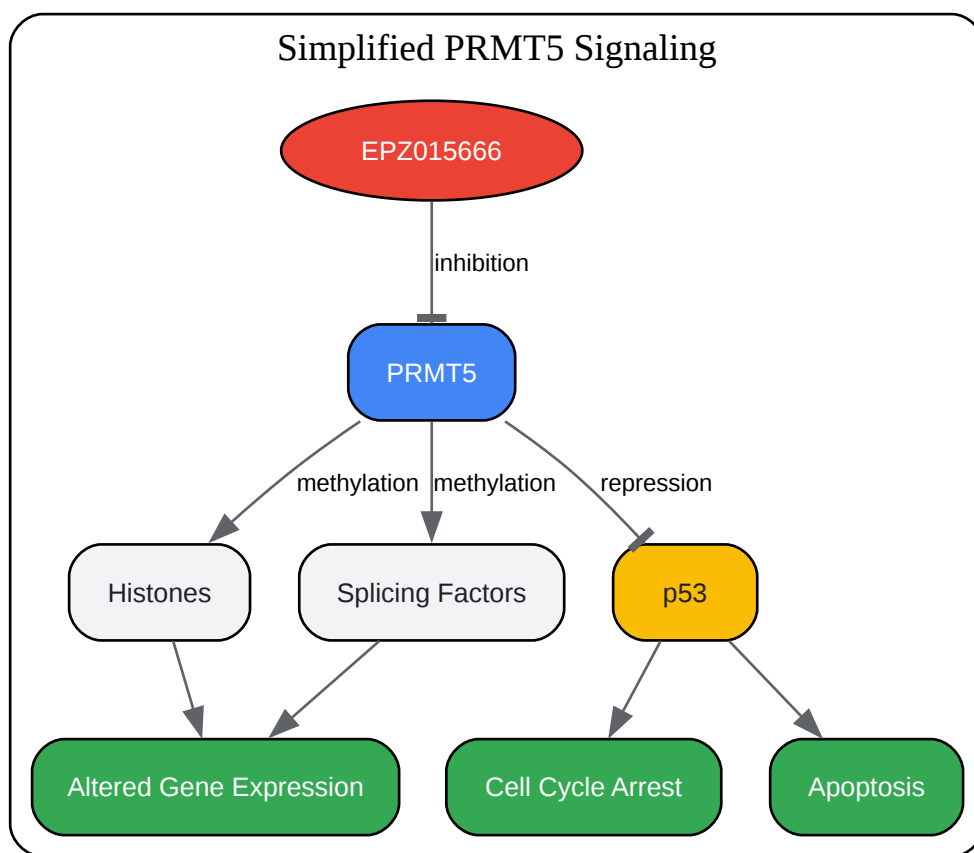 Simplified PRMT5 Signaling
EPZ015666
inhibition
PRMT5
methylation
methylation
repression
Histones
Splicing Factors
p53
Altered Gene Expression
Cell Cycle Arrest
Apoptosis